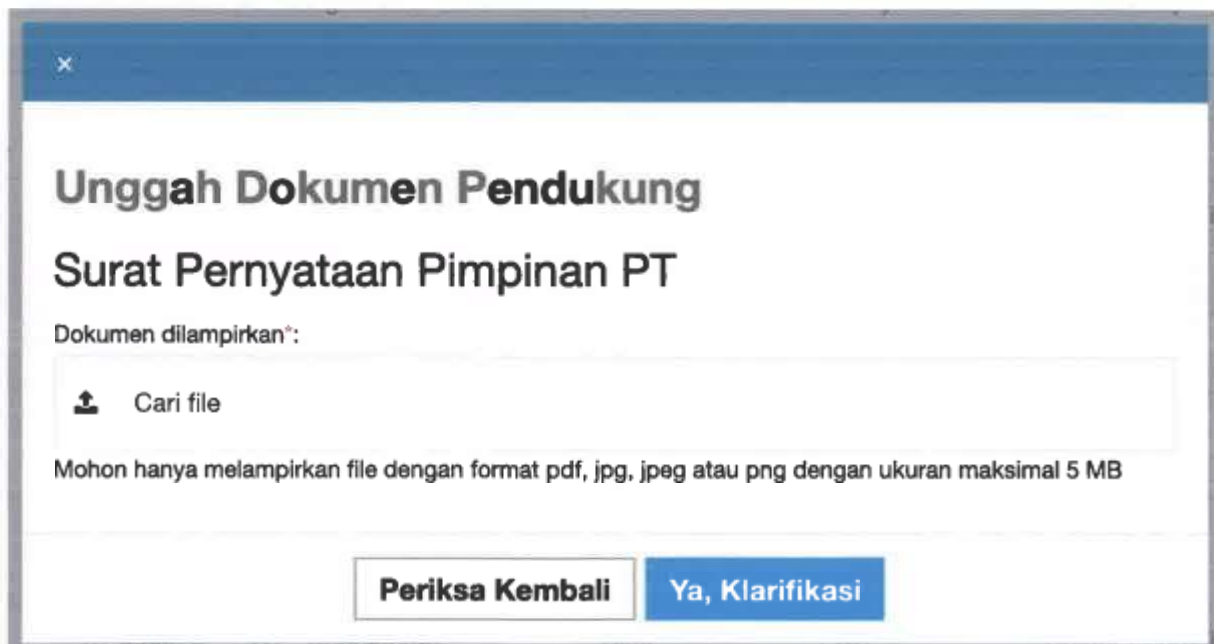 ×
Unggah Dokumen Pendukung
Surat Pernyataan Pimpinan PT
Dokumen dilampirkan*:
Cari file
Mohon hanya melampirkan file dengan format pdf, jpg, jpeg atau png dengan ukuran maksimal 5 MB
Periksa Kembali
Ya, Klarifikasi